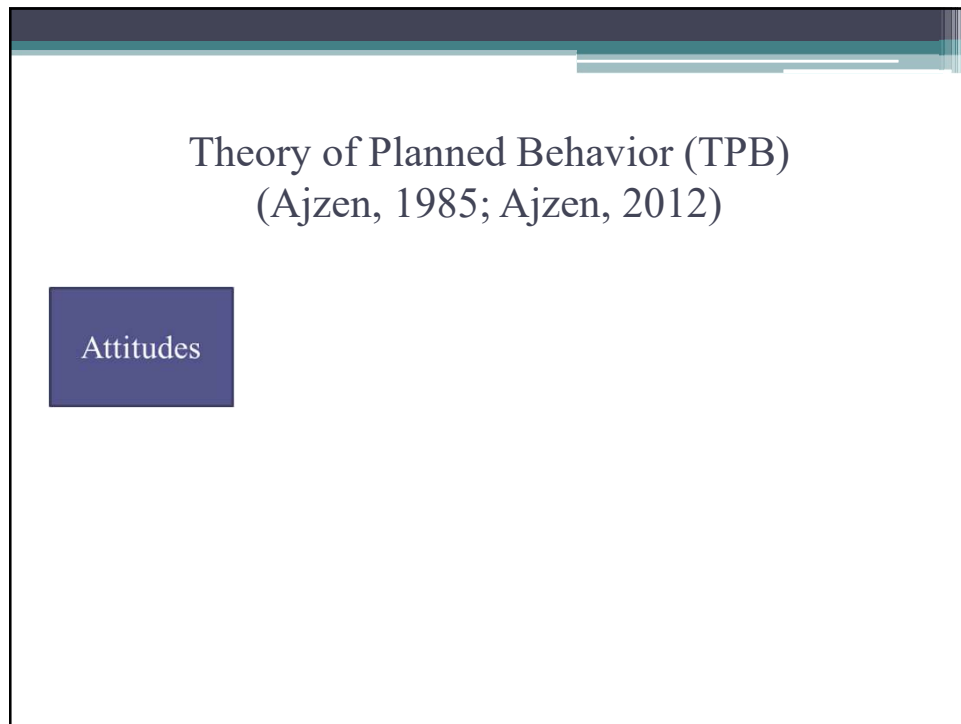 Theory of Planned Behavior (TPB)
(Ajzen, 1985; Ajzen, 2012)
Attitudes